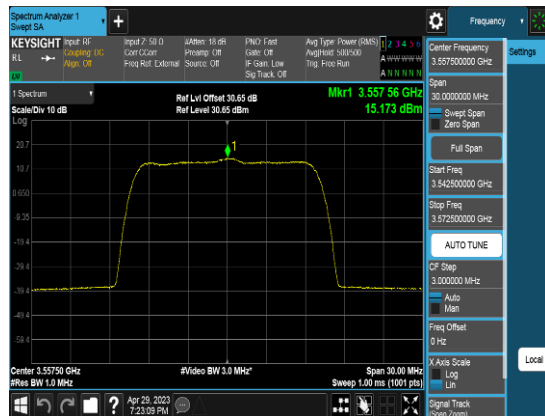 Spectrum Analyzer 1
Swept SA
+
Frequency
KEYSIGHT Input: RF
RL
Coupling: DC
Align: Off
Input Z: 50 Ω
Corr CCorr
Freq Ref: External
#Atten: 18 dB
Preamp: Off
Source: Off
PNO: Fast
Gate: Off
IF Gain: Low
Sig Track: Off
Avg Type: Power (RMS)
Avg|Hold: 500/500
Trig: Free Run
1 2 3 4 5 6
A W W W W W
A N N N N N
1 Spectrum
Scale/Div 10 dB
Log
Ref Lvl Offset 30.65 dB
Ref Level 30.65 dBm
Mkr1 3.557 56 GHz
15.173 dBm
1
20.7
10.7
0.650
-9.35
-19.4
-29.4
-39.4
-49.4
-59.4
Center 3.55750 GHz
#Res BW 1.0 MHz
#Video BW 3.0 MHz*
Span 30.00 MHz
Sweep 1.00 ms (1001 pts)
Apr 29, 2023
7:23:09 PM
?
Center Frequency
3.557500000 GHz
Span
30.0000000 MHz
Swept Span
Zero Span
Full Span
Start Freq
3.542500000 GHz
Stop Freq
3.572500000 GHz
AUTO TUNE
CF Step
3.000000 MHz
Auto
Man
Freq Offset
0 Hz
X Axis Scale
Log
Lin
Signal Track
(Span Zoom)
Settings
Local